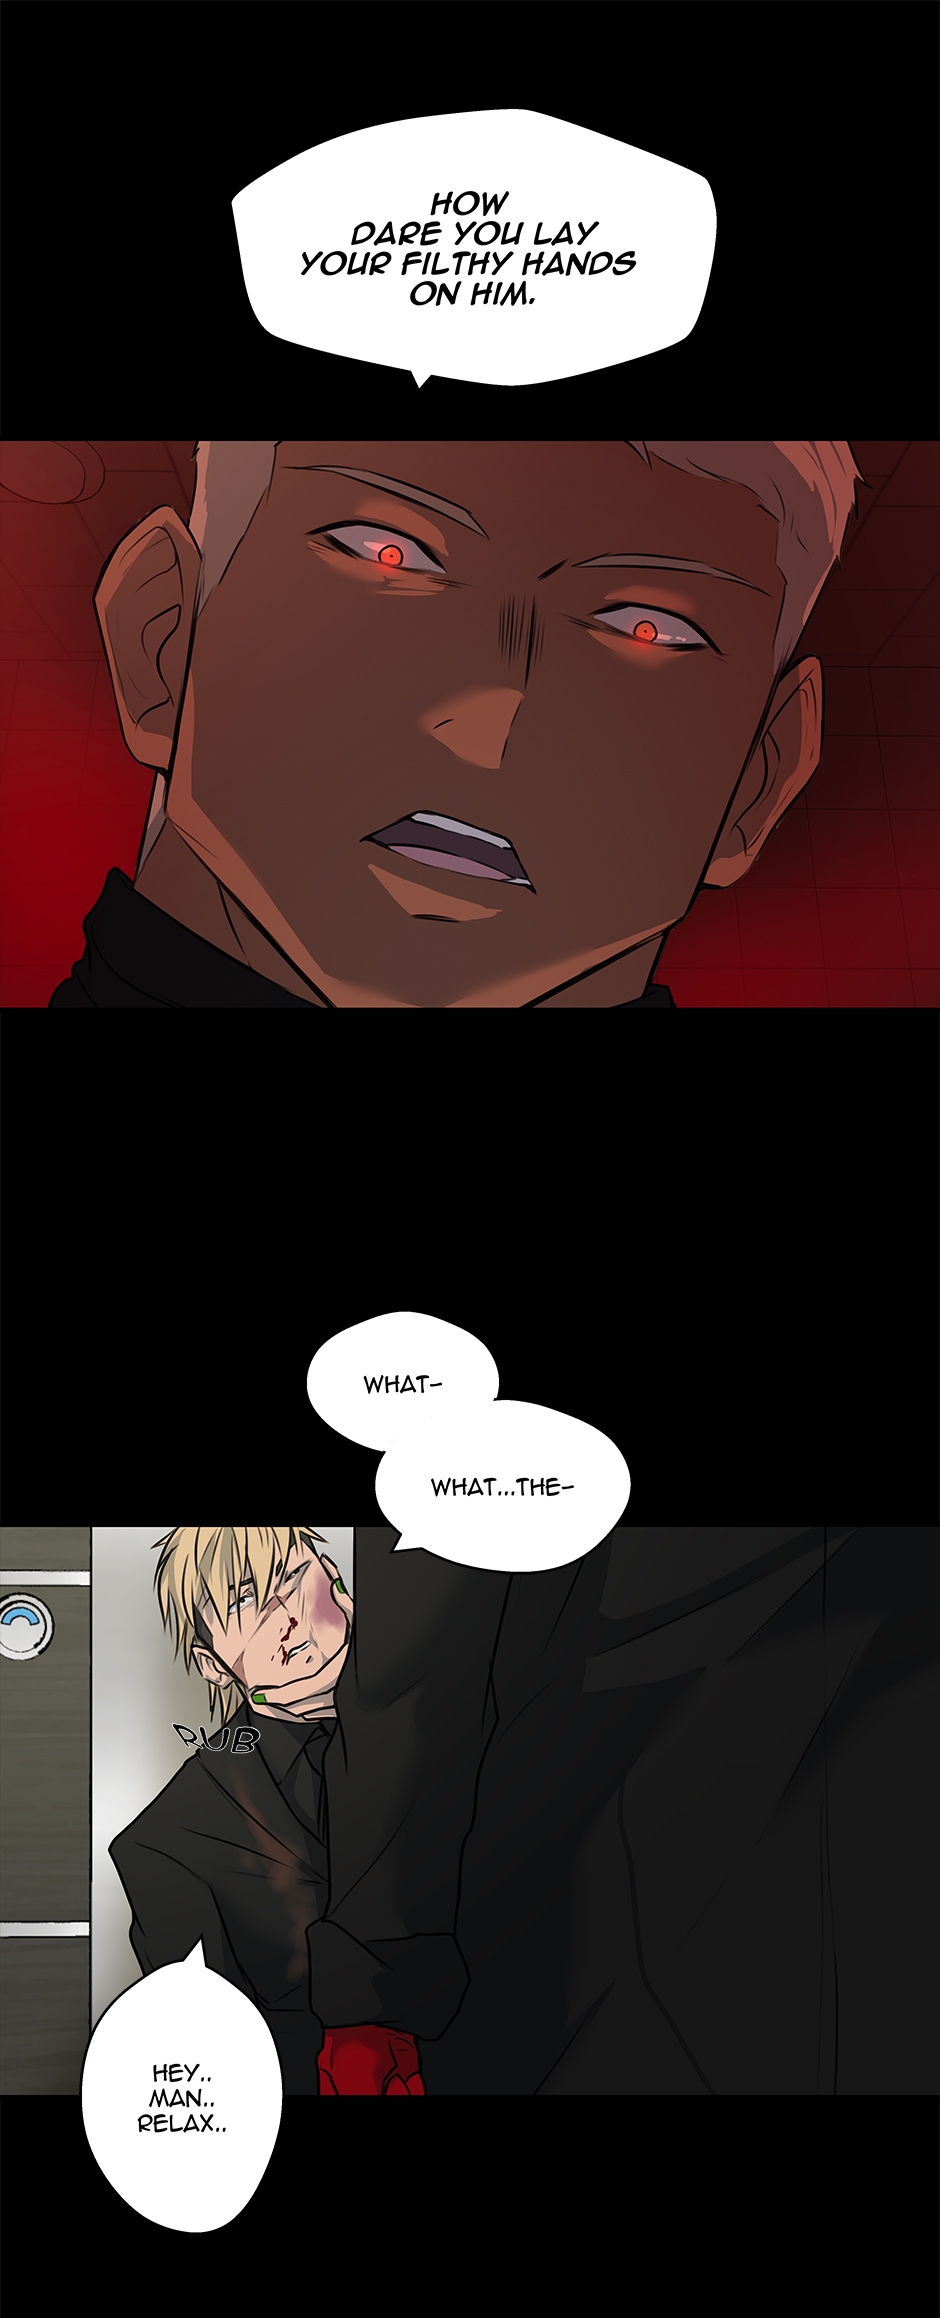 HOW
DARE YOU LAY
YOUR FILTHY HANDS
ON HIM.
WHAT-
WHAT...THE-
RUB
HEY..
MAN..
RELAX..